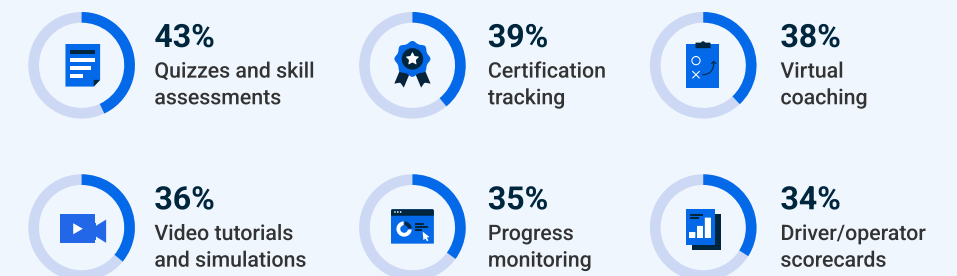 43%
Quizzes and skill
assessments
39%
Certification
tracking
38%
Virtual
coaching
36%
Video tutorials
and simulations
35%
Progress
monitoring
34%
Driver/operator
scorecards